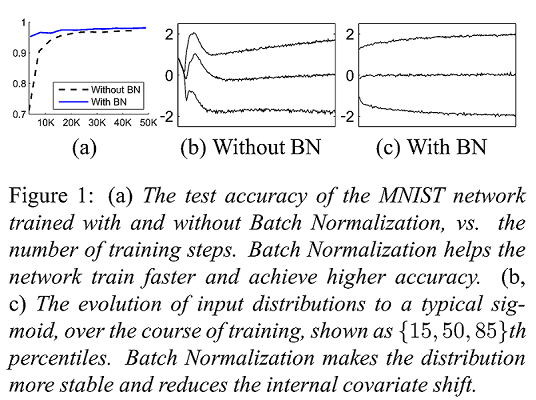 1
0.9
0.8
0.7
Without BN
With BN
10K 20K 30K 40K 50K
2
0
-2
2
0
-2
(a)
(b) Without BN
(c) With BN
Figure 1: (a) The test accuracy of the MNIST network
trained with and without Batch Normalization, vs. the
number of training steps. Batch Normalization helps the
network train faster and achieve higher accuracy. (b,
c) The evolution of input distributions to a typical sig-
moid, over the course of training, shown as {15, 50, 85}th
percentiles. Batch Normalization makes the distribution
more stable and reduces the internal covariate shift.